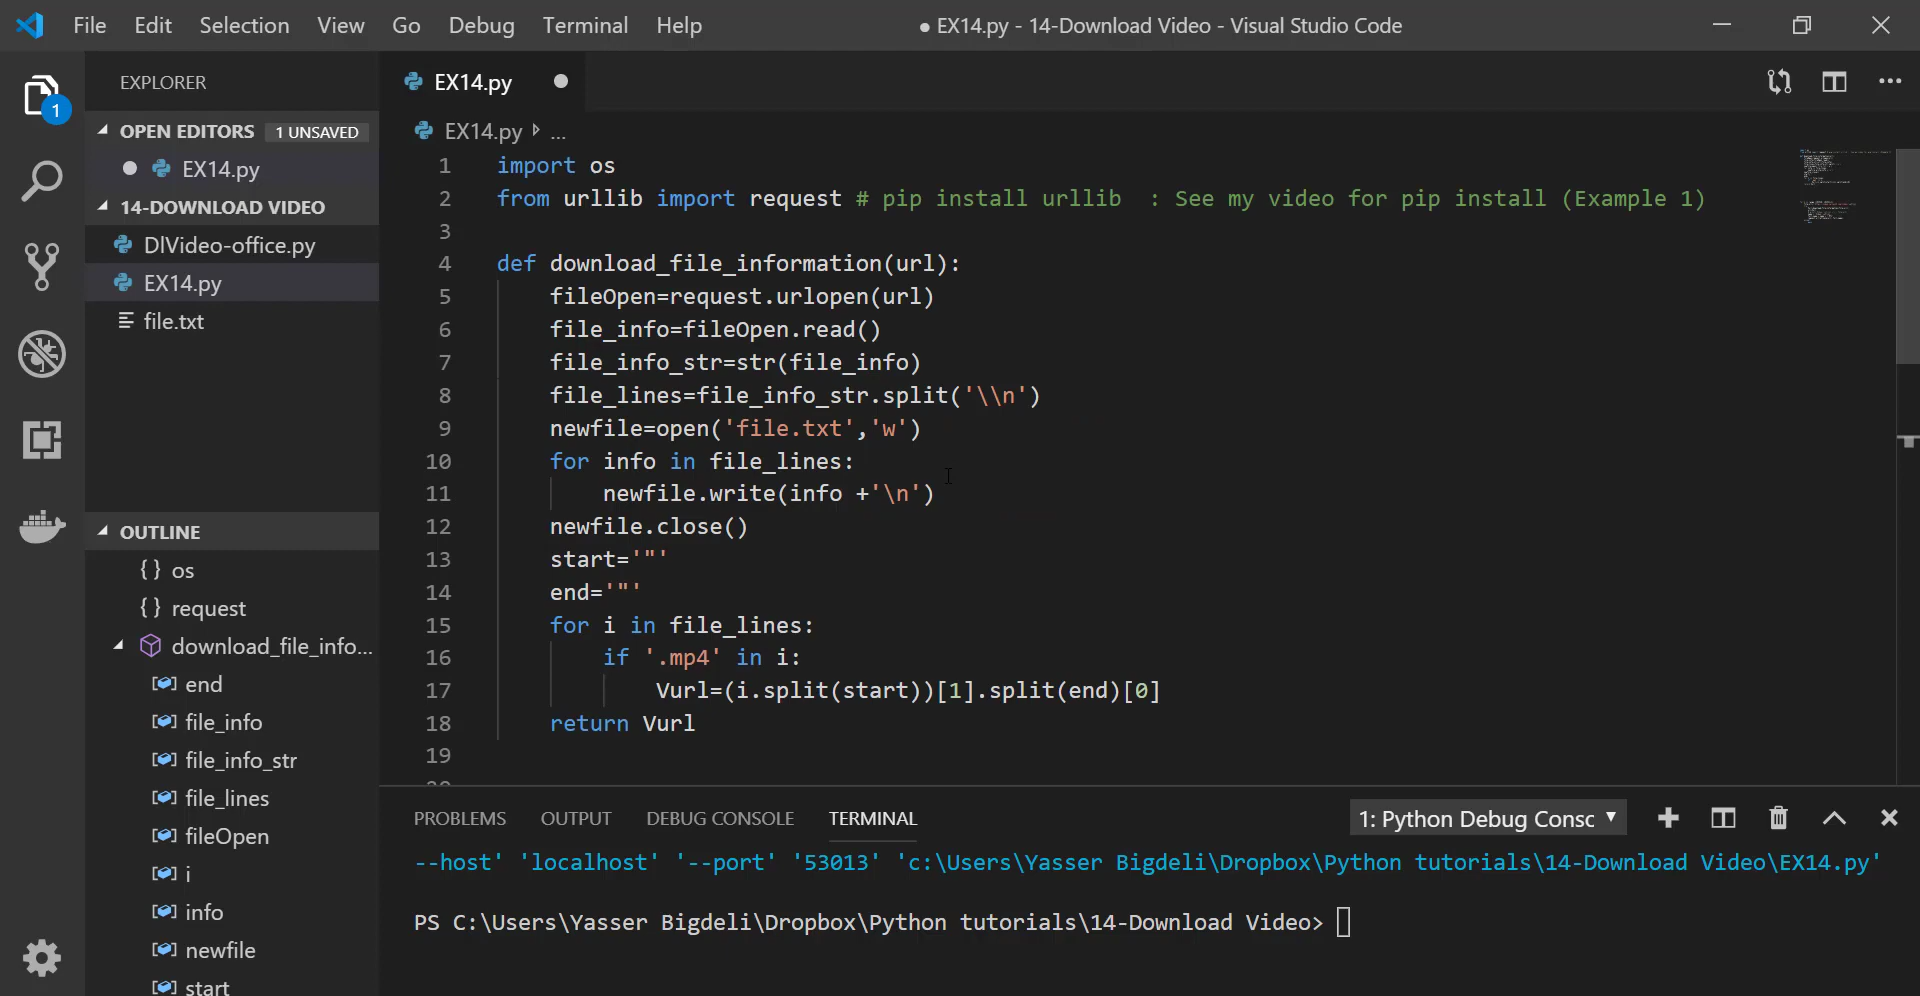 File Edit Selection View Go Debug Terminal Help
● EX14.py - 14-Download Video - Visual Studio Code
1
EXPLORER
OPEN EDITORS 1 UNSAVED
EX14.py
14-DOWNLOAD VIDEO
DlVideo-office.py
EX14.py
file.txt
OUTLINE
{} os
{} request
download_file_info...
end
file_info
file_info_str
file_lines
fileOpen
i
info
newfile
start
EX14.py
EX14.py ...
1 import os
2 from urllib import request # pip install urllib : See my video for pip install (Example 1)
3
4 def download_file_information(url):
5 fileOpen=request.urlopen(url)
6 file_info=fileOpen.read()
7 file_info_str=str(file_info)
8 file_lines=file_info_str.split('\\n')
9 newfile=open('file.txt','w')
10 for info in file_lines:
11 newfile.write(info +'\n')
12 newfile.close()
13 start='"'
14 end='"'
15 for i in file_lines:
16 if '.mp4' in i:
17 Vurl=(i.split(start))[1].split(end)[0]
18 return Vurl
19
PROBLEMS OUTPUT DEBUG CONSOLE TERMINAL
1: Python Debug Consc
--host' 'localhost' '--port' '53013' 'c:\Users\Yasser Bigdeli\Dropbox\Python tutorials\14-Download Video\EX14.py'
PS C:\Users\Yasser Bigdeli\Dropbox\Python tutorials\14-Download Video>